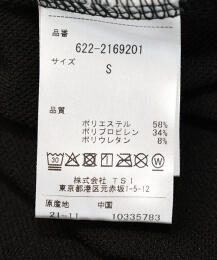 品番
622-2169201
サイズ
S
品質
ポリエステル 58%
ポリプロピレン 34%
ポリウレタン 8%
株式会社 TSI
東京都港区元赤坂1-5-12
原産地 中国
21-11 10335783